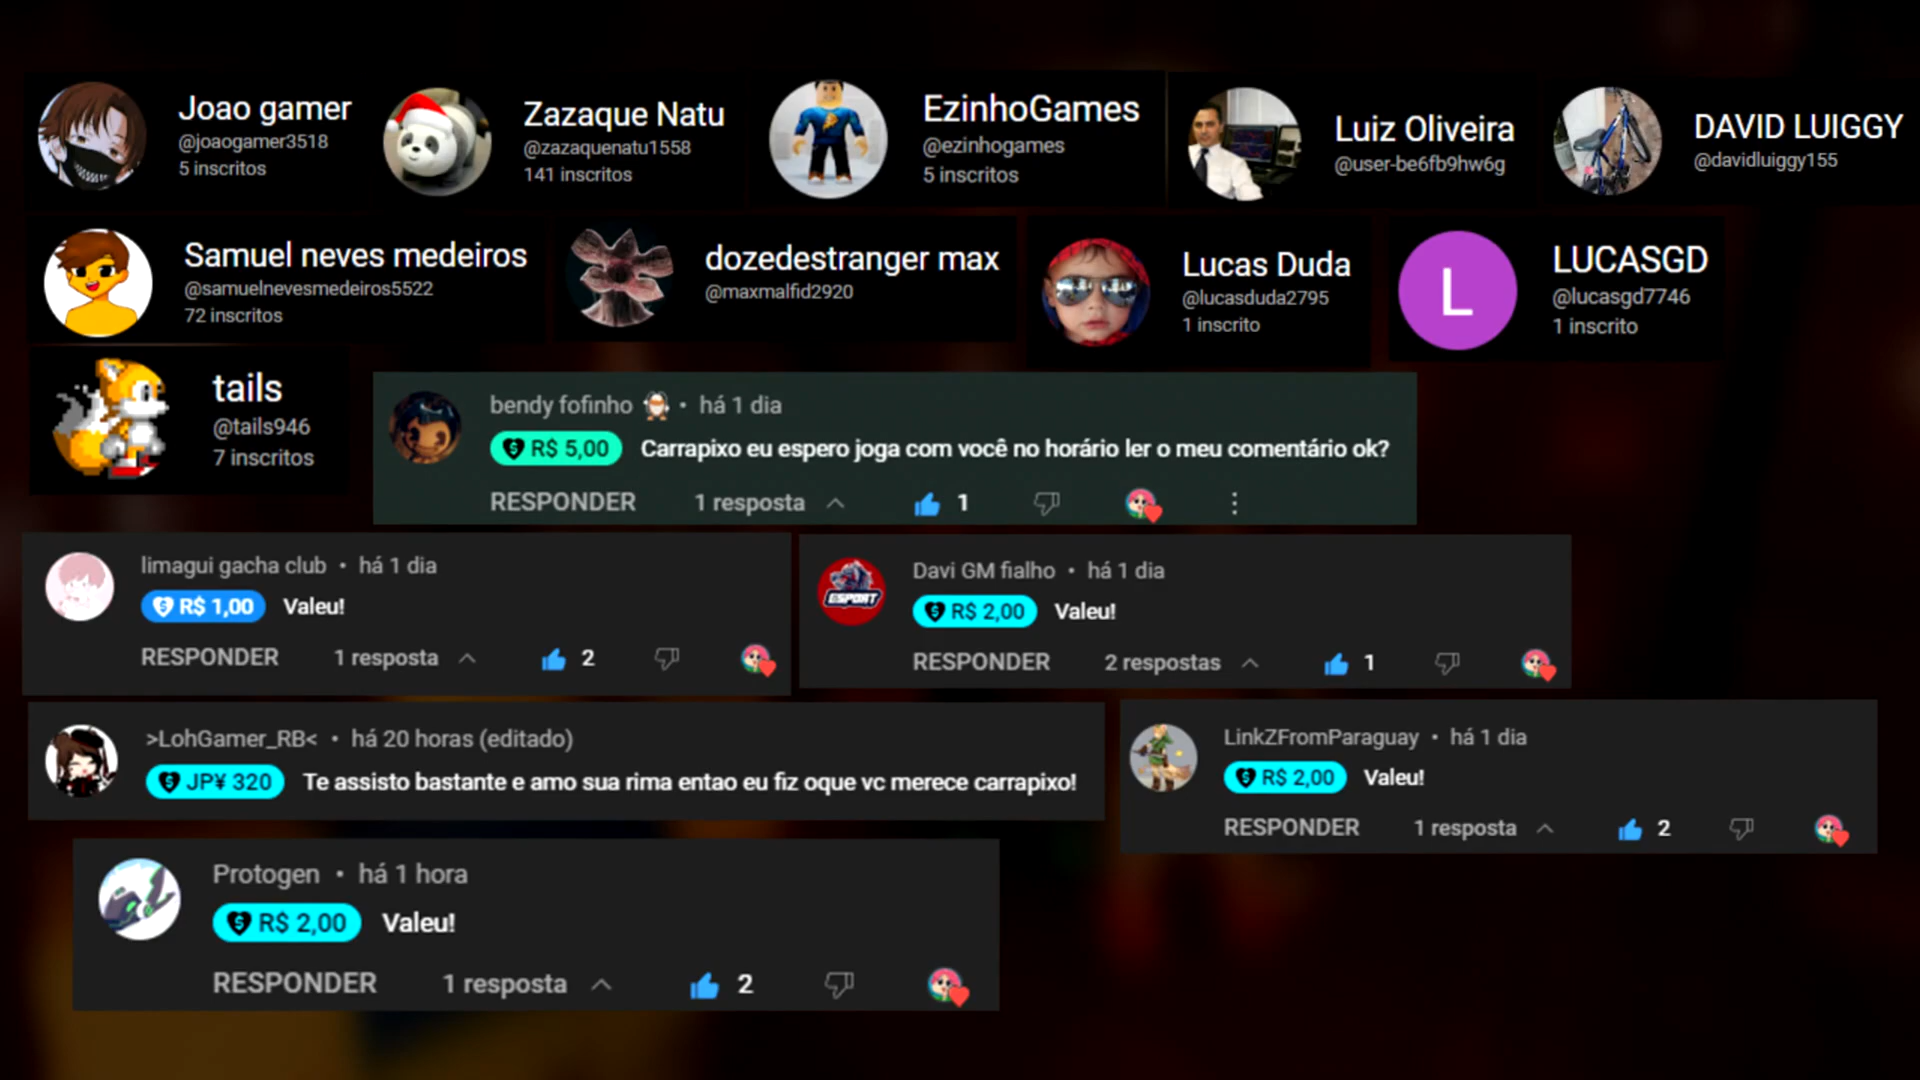 Joao gamer
@joaogamer3518
5 inscritos
Zazaque Natu
@zazaquenatu1558
141 inscritos
EzinhoGames
@ezinhogames
5 inscritos
Luiz Oliveira
@user-be6fb9hw6g
DAVID LUIGGY
@davidluiggy155
Samuel neves medeiros
@samuelnevesmedeiros5522
72 inscritos
dozedestranger max
@maxmalfid2920
Lucas Duda
@lucasduda2795
1 inscrito
L
LUCASGD
@lucasgd7746
1 inscrito
tails
@tails946
7 inscritos
bendy fofinho • há 1 dia
R$ 5,00 Carrapixo eu espero joga com você no horário ler o meu comentário ok?
RESPONDER 1 resposta 1
limagui gacha club • há 1 dia
R$ 1,00 Valeu!
RESPONDER 1 resposta 2
ESPORT
Davi GM fialho • há 1 dia
R$ 2,00 Valeu!
RESPONDER 2 respostas 1
>LohGamer_RB< • há 20 horas (editado)
JP¥ 320 Te assisto bastante e amo sua rima entao eu fiz oque vc merece carrapixo!
LinkZFromParaguay • há 1 dia
R$ 2,00 Valeu!
RESPONDER 1 resposta 2
Protogen • há 1 hora
R$ 2,00 Valeu!
RESPONDER 1 resposta 2